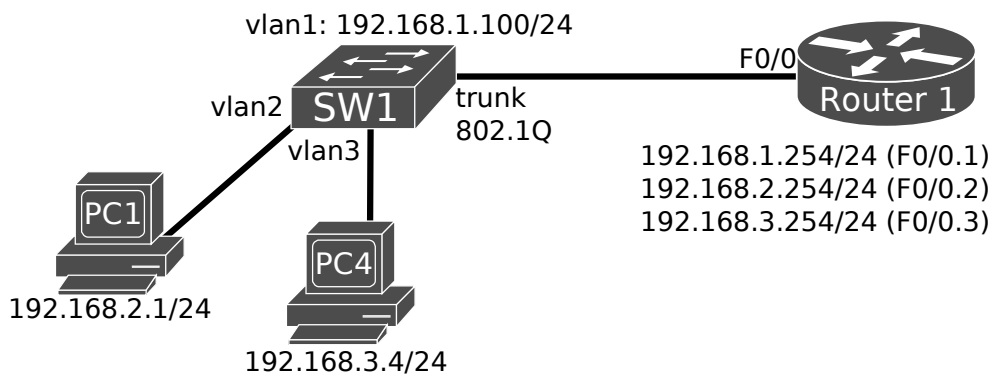 vlan1: 192.168.1.100/24
F0/0
SW1
Router 1
vlan2
trunk
802.1Q
vlan3
192.168.1.254/24 (F0/0.1)
192.168.2.254/24 (F0/0.2)
192.168.3.254/24 (F0/0.3)
PC1
192.168.2.1/24
PC4
192.168.3.4/24